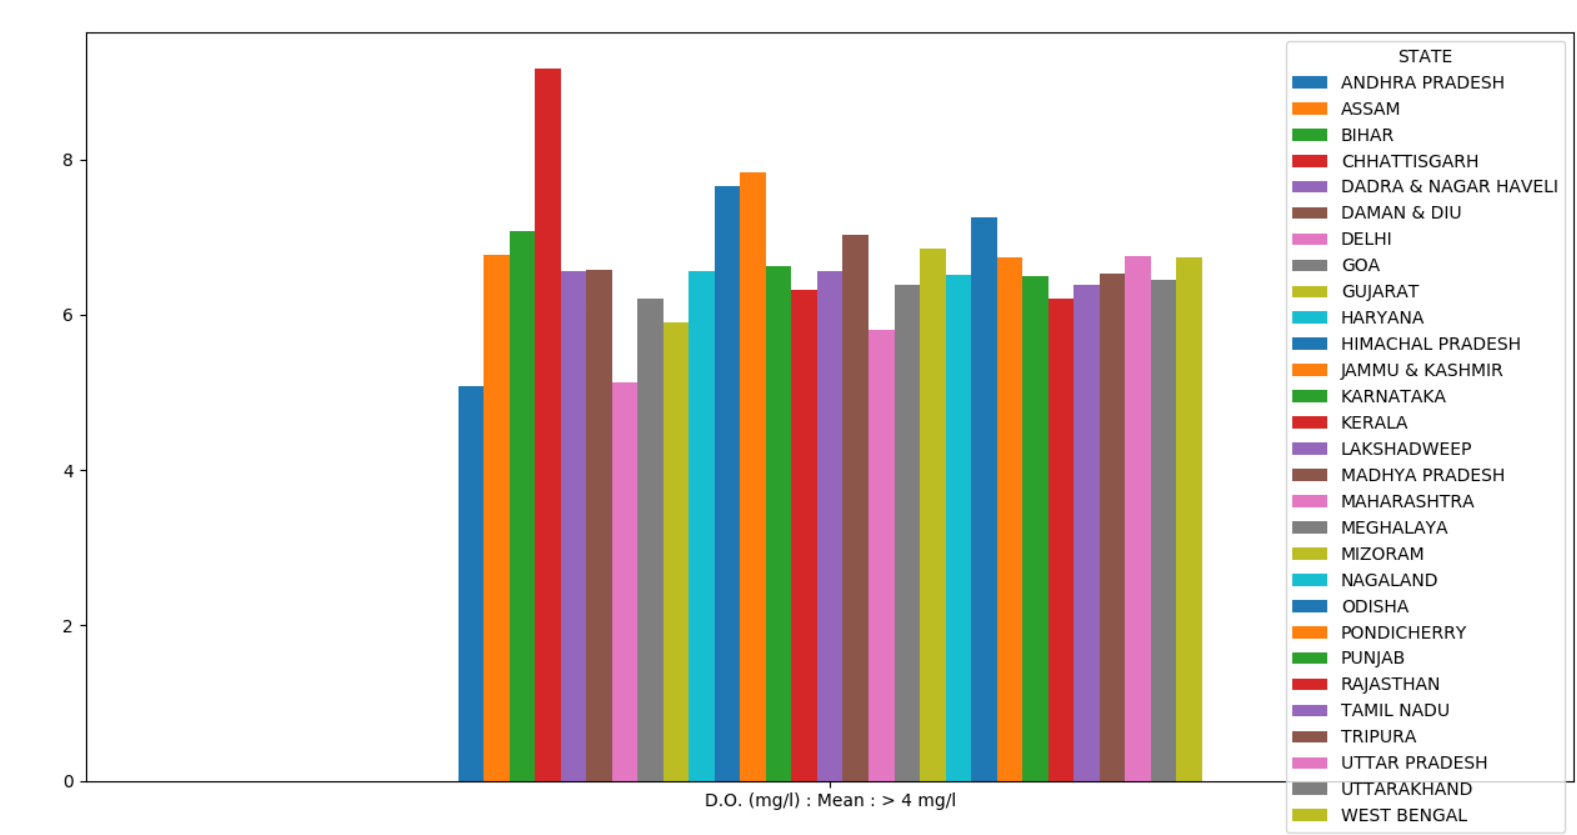 8
6
4
2
0
D.O. (mg/l) : Mean : > 4 mg/l
STATE
ANDHRA PRADESH
ASSAM
BIHAR
CHHATTISGARH
DADRA & NAGAR HAVELI
DAMAN & DIU
DELHI
GOA
GUJARAT
HARYANA
HIMACHAL PRADESH
JAMMU & KASHMIR
KARNATAKA
KERALA
LAKSHADWEEP
MADHYA PRADESH
MAHARASHTRA
MEGHALAYA
MIZORAM
NAGALAND
ODISHA
PONDICHERRY
PUNJAB
RAJASTHAN
TAMIL NADU
TRIPURA
UTTAR PRADESH
UTTARAKHAND
WEST BENGAL